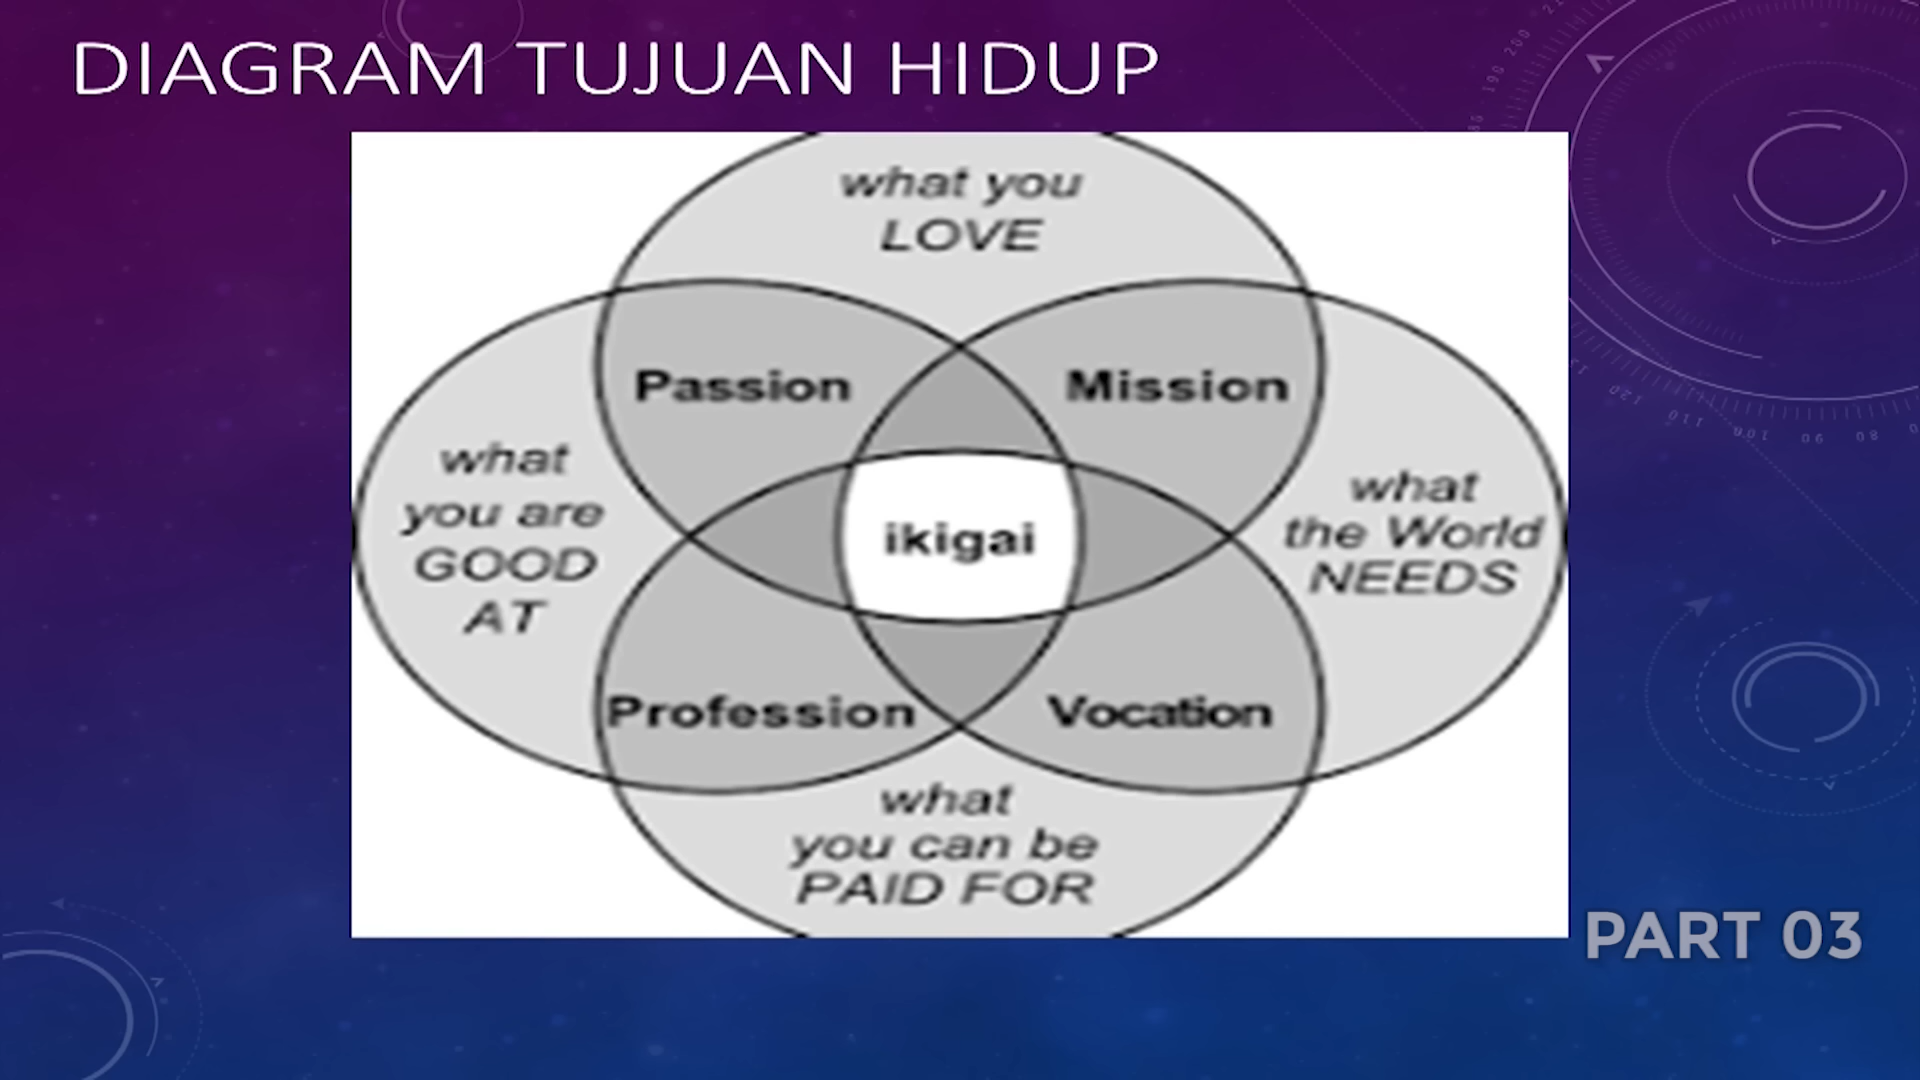 DIAGRAM TUJUAN HIDUP
what you
LOVE
Passion
Mission
what
you are
GOOD
AT
ikigai
what
the World
NEEDS
Profession
Vocation
what
you can be
PAID FOR
PART 03